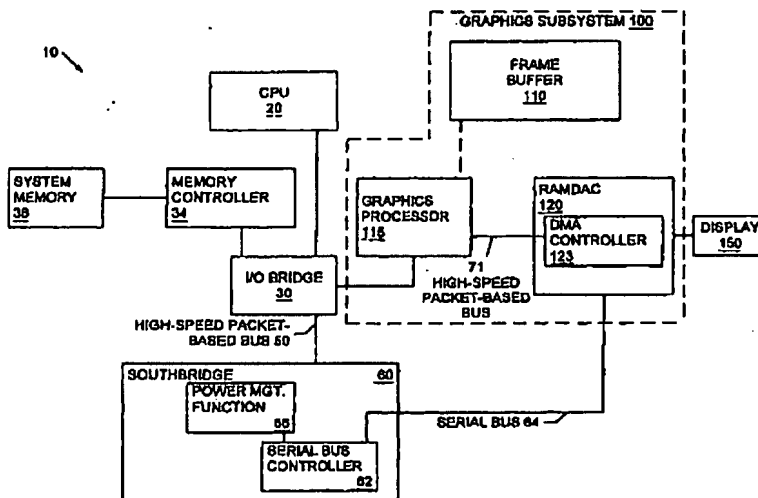 GRAPHICS SUBSYSTEM 100
10
FRAME
BUFFER
110
CPU
20
SYSTEM
MEMORY
38
MEMORY
CONTROLLER
34
GRAPHICS
PROCESSOR
115
RAMDAC
120
DMA
CONTROLLER
123
DISPLAY
150
71
HIGH-SPEED
PACKET-BASED
BUS
I/O BRIDGE
30
HIGH-SPEED PACKET-
BASED BUS 50
SOUTHBRIDGE
60
POWER MGT.
FUNCTION
SERIAL BUS
CONTROLLER
62
SERIAL BUS 64